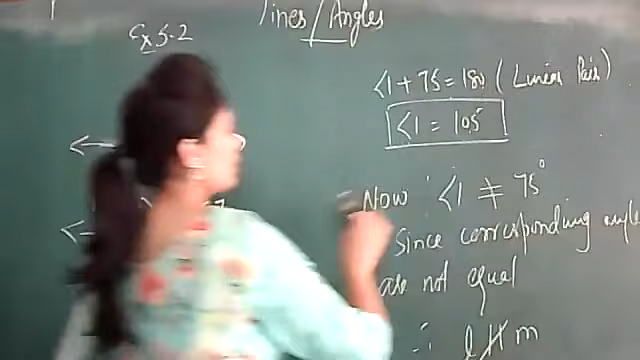 Lines/Angles
Ex 5.2
<1 + 75 = 180 (Linear Pair)
<1 = 105
Now <1 ≠ 75°
Since corresponding angles
are not equal
∴ l ∦ m